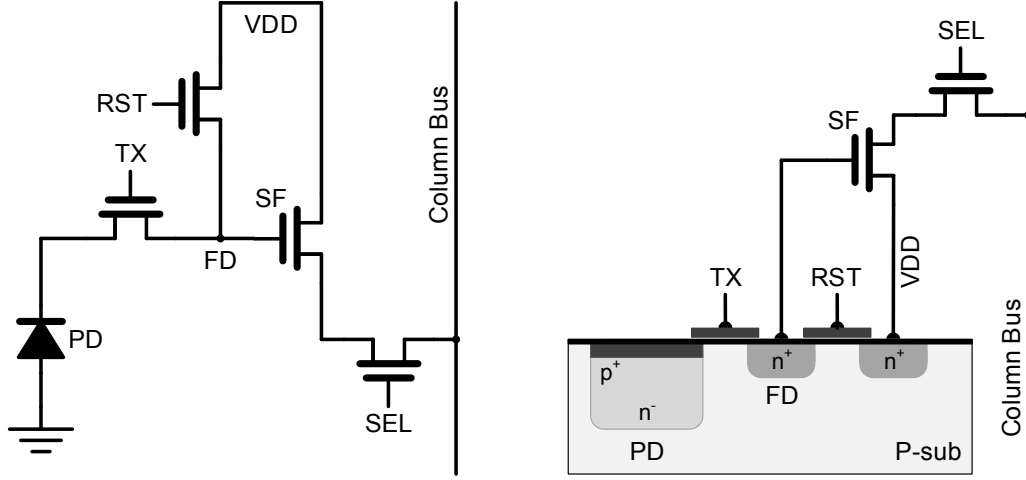 VDD
RST
TX
SF
FD
PD
SEL
Column Bus
SEL
SF
VDD
TX
RST
p+
n-
n+
n+
FD
PD
P-sub
Column Bus